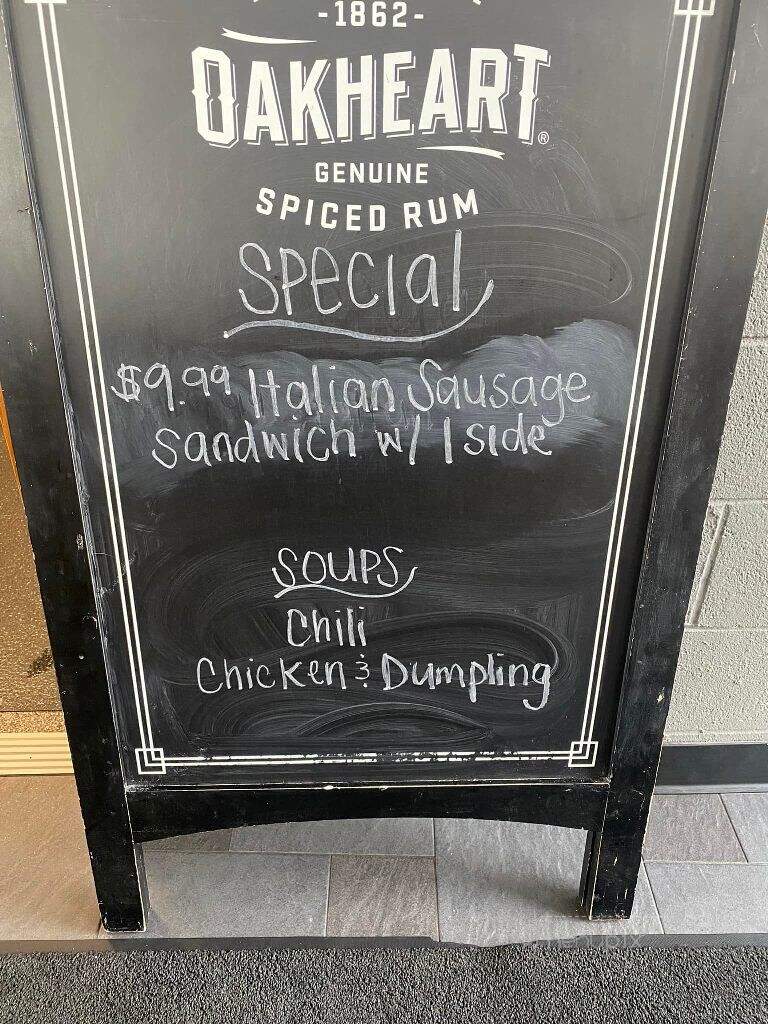 -1862-
OAKHEART®
GENUINE
SPICED RUM
Special
$9.99 Italian Sausage
Sandwich w/ 1 side
Soups
Chili
Chicken & Dumpling